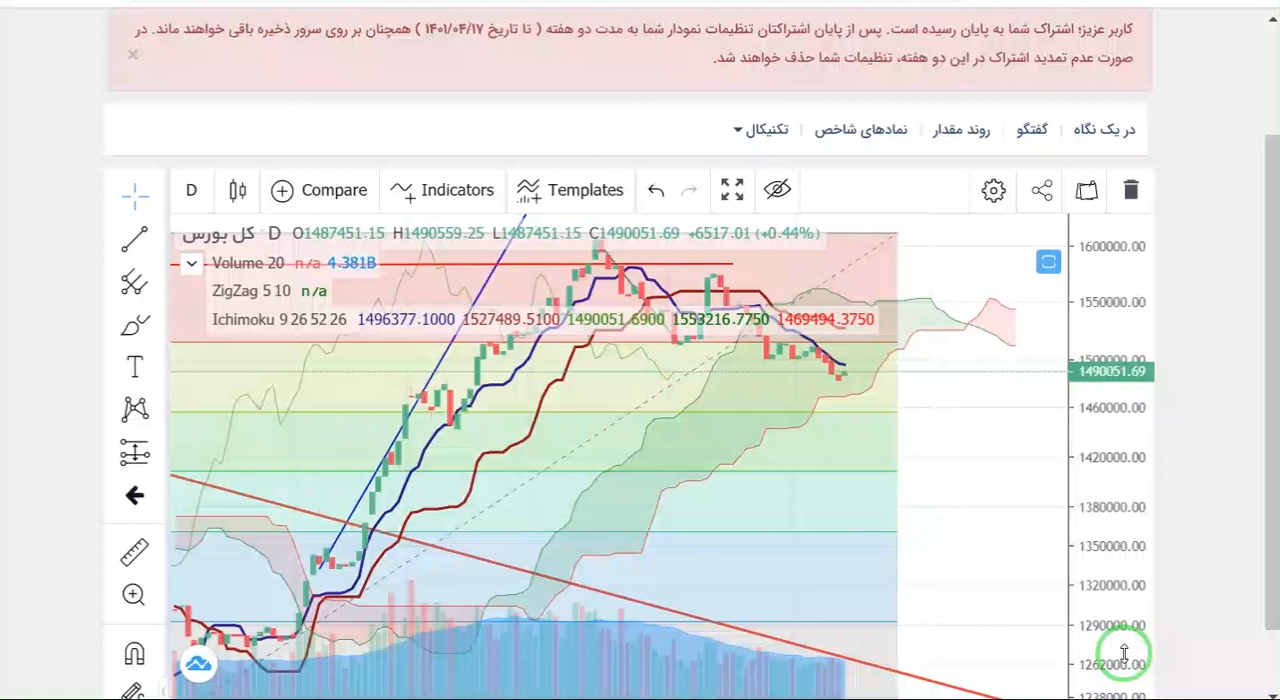 کاربر عزیز؛ اشتراک شما به پایان رسیده است. پس از پایان اشتراکتان تنظیمات نمودار شما به مدت دو هفته ( تا تاریخ ۱۴۰۱/۰۴/۱۷ ) همچنان بر روی سرور ذخیره باقی خواهند ماند. در
صورت عدم تمدید اشتراک در این دو هفته، تنظیمات شما حذف خواهند شد.
در یک نگاه | گفتگو | روند مقدار | نمادهای شاخص | تکنیکال
D Compare Indicators Templates
کل بورس D O1487451.15 H1490559.25 L1487451.15 C1490051.69 +6517.01 (+0.44%)
Volume 20 n/a 4.381B
ZigZag 5 10 n/a
Ichimoku 9 26 52 26 1496377.1000 1527489.5100 1490051.6900 1553216.7750 1469494.3750
1600000.00
1550000.00
1500000.00
1490051.69
1460000.00
1420000.00
1380000.00
1350000.00
1320000.00
1290000.00
1262000.00
1238000.00